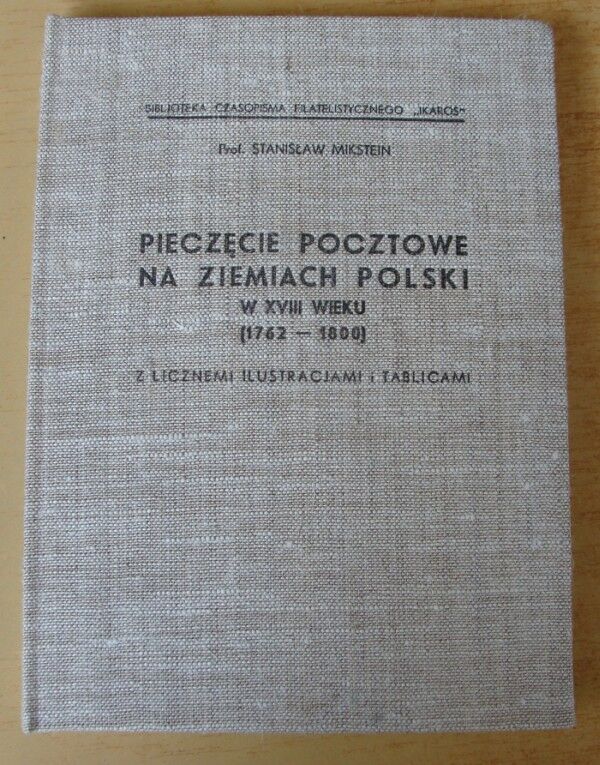 BIBLIOTEKA CZASOPISMA FILATELISTYCZNEGO „IKAROS”
Prof. STANISŁAW MIKSTEIN
PIECZĘCIE POCZTOWE
NA ZIEMIACH POLSKI
W XVIII WIEKU
(1762 — 1800)
Z LICZNEMI ILUSTRACJAMI i TABLICAMI